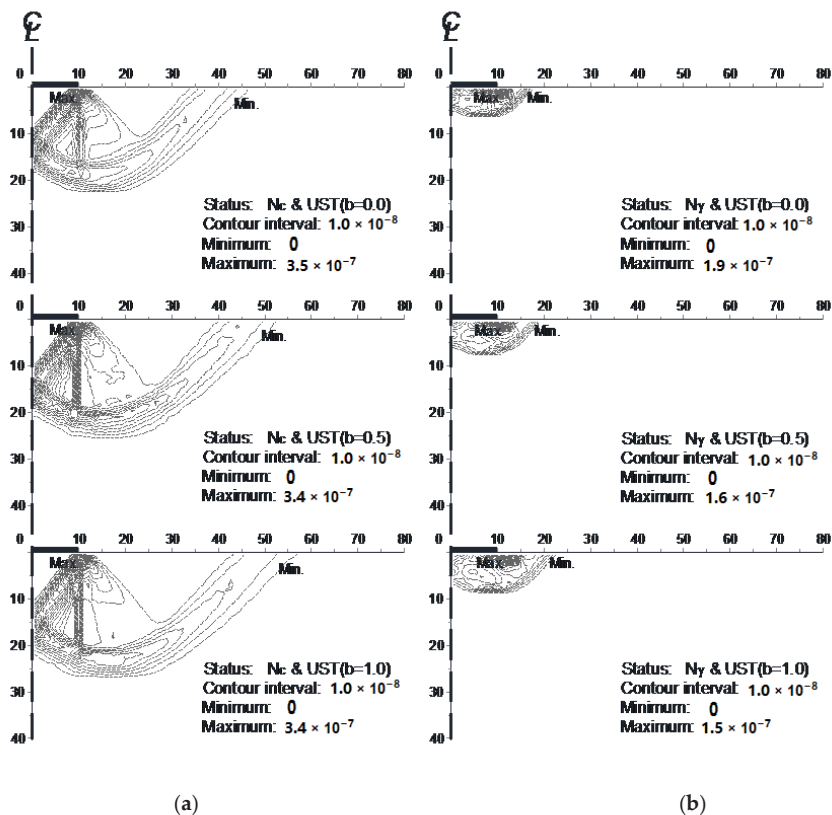 ℄ ℄
0 10 20 30 40 50 60 70 80
Max.
Min.
10
20
30
40
Status: Nc & UST(b=0.0)
Contour interval: 1.0 × 10⁻⁸
Minimum: 0
Maximum: 3.5 × 10⁻⁷
0 10 20 30 40 50 60 70 80
Max.
Min.
10
20
30
40
Status: Nγ & UST(b=0.0)
Contour interval: 1.0 × 10⁻⁸
Minimum: 0
Maximum: 1.9 × 10⁻⁷
0 10 20 30 40 50 60 70 80
Max.
Min.
10
20
30
40
Status: Nc & UST(b=0.5)
Contour interval: 1.0 × 10⁻⁸
Minimum: 0
Maximum: 3.4 × 10⁻⁷
0 10 20 30 40 50 60 70 80
Max.
Min.
10
20
30
40
Status: Nγ & UST(b=0.5)
Contour interval: 1.0 × 10⁻⁸
Minimum: 0
Maximum: 1.6 × 10⁻⁷
0 10 20 30 40 50 60 70 80
Max.
Min.
10
20
30
40
Status: Nc & UST(b=1.0)
Contour interval: 1.0 × 10⁻⁸
Minimum: 0
Maximum: 3.4 × 10⁻⁷
0 10 20 30 40 50 60 70 80
Max.
Min.
10
20
30
40
Status: Nγ & UST(b=1.0)
Contour interval: 1.0 × 10⁻⁸
Minimum: 0
Maximum: 1.5 × 10⁻⁷
(a) (b)